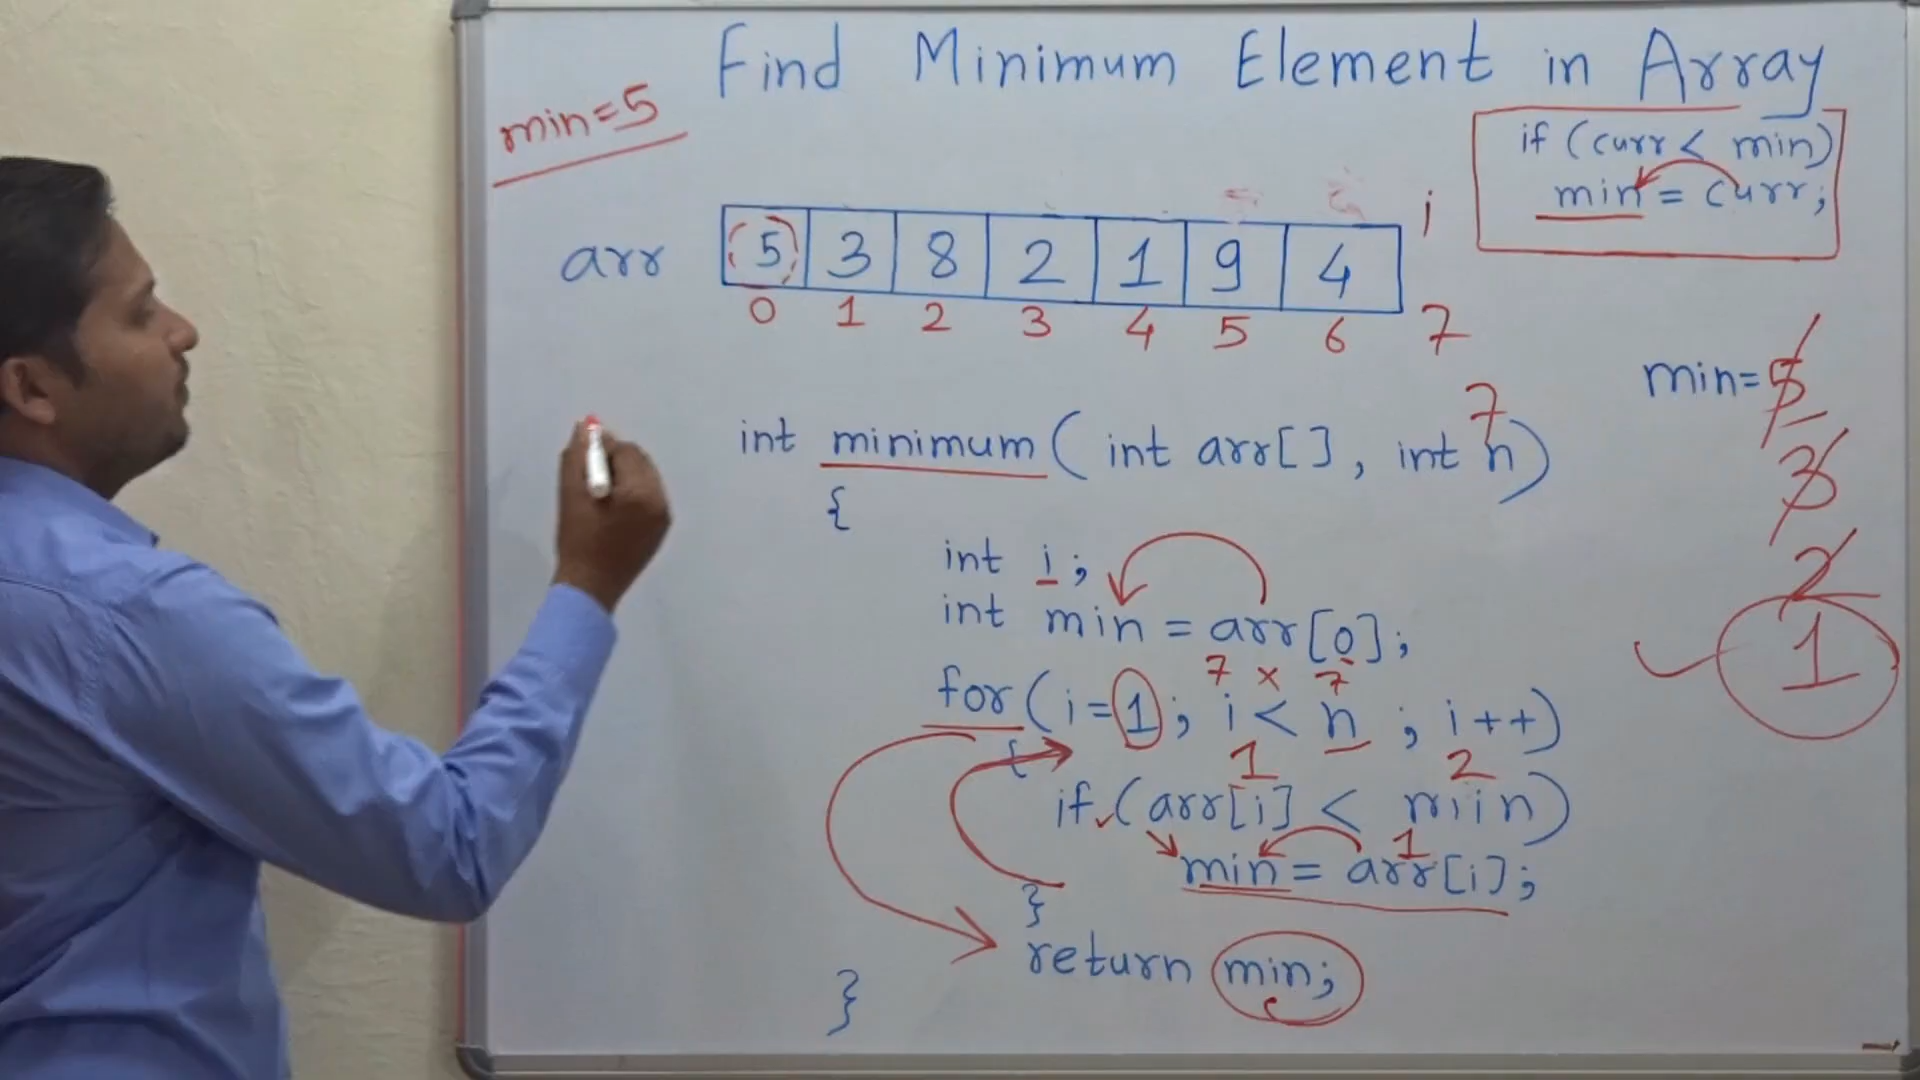 Find Minimum Element in Array
min=5
if (curr < min)
min = curr;
i
arr 5 3 8 2 1 9 4
0 1 2 3 4 5 6 7
min=5
3
2
1
7
int minimum( int arr[] , int n)
{
int i;
int min = arr[0];
7 x 7
for(i=1; i< n ; i++)
{
1 2
if (arr[i] < min)
1
min = arr[i];
}
return min;
}